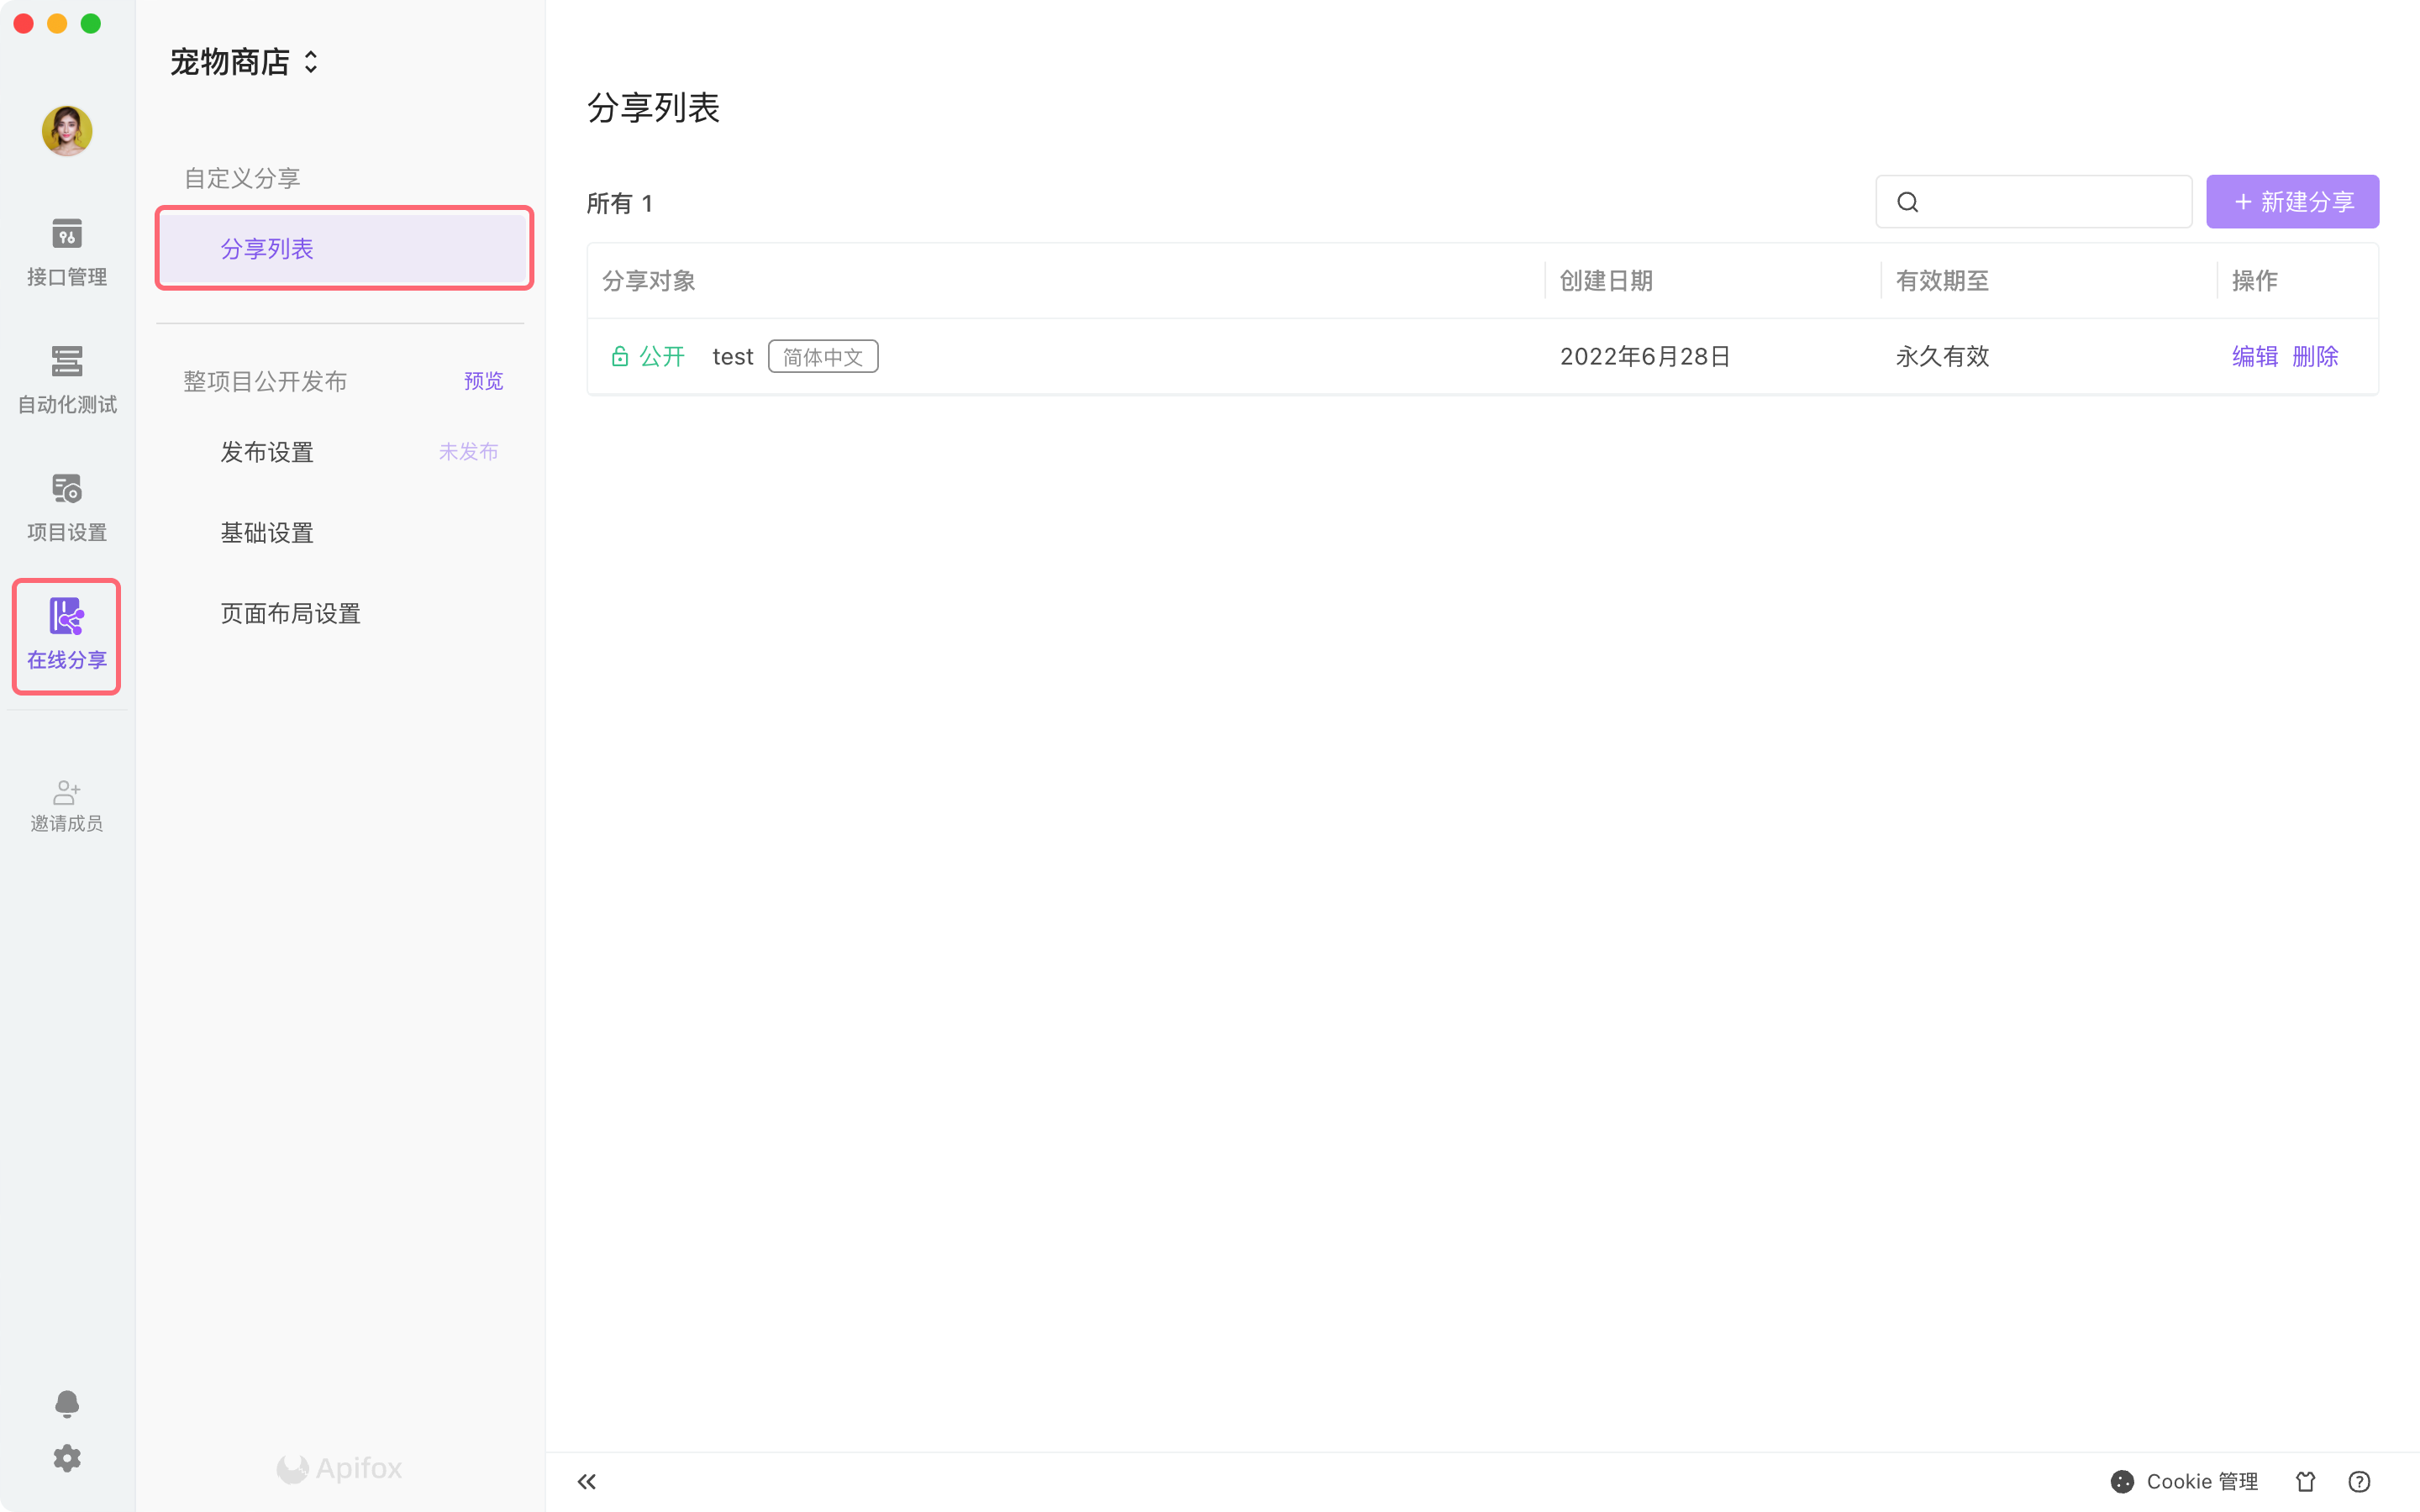 宠物商店
接口管理
自动化测试
项目设置
在线分享
邀请成员
自定义分享
分享列表
整项目公开发布 预览
发布设置 未发布
基础设置
页面布局设置
Apifox
分享列表
所有 1
+ 新建分享
分享对象 创建日期 有效期至 操作
公开 test 简体中文 2022年6月28日 永久有效 编辑 删除
Cookie 管理